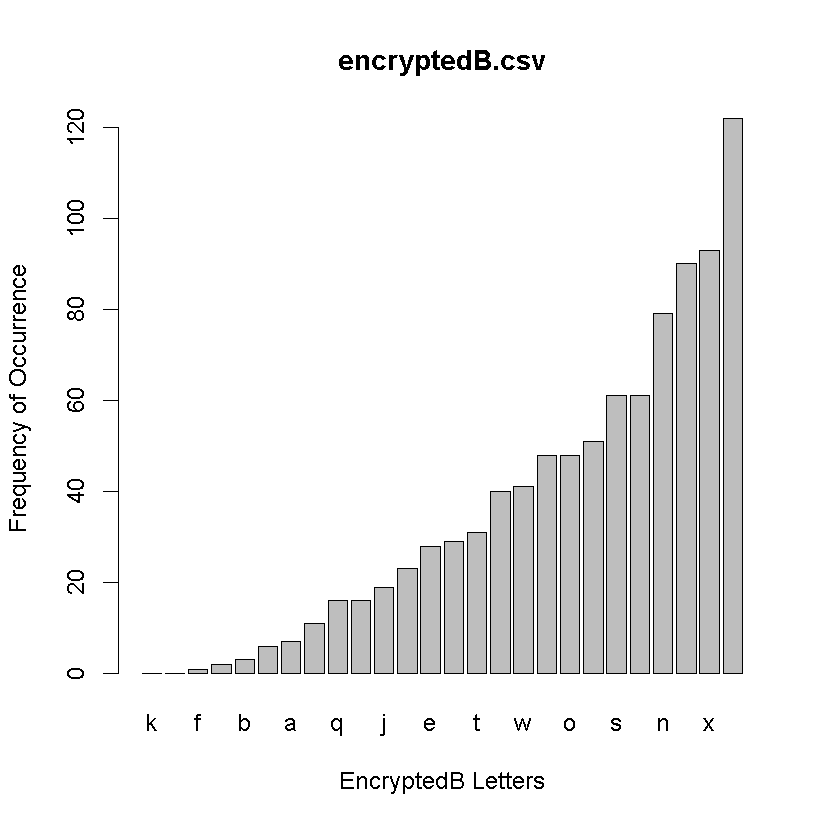 encryptedB.csv
Frequency of Occurrence
120
100
80
60
40
20
0
k f b a q j e t w o s n x
EncryptedB Letters